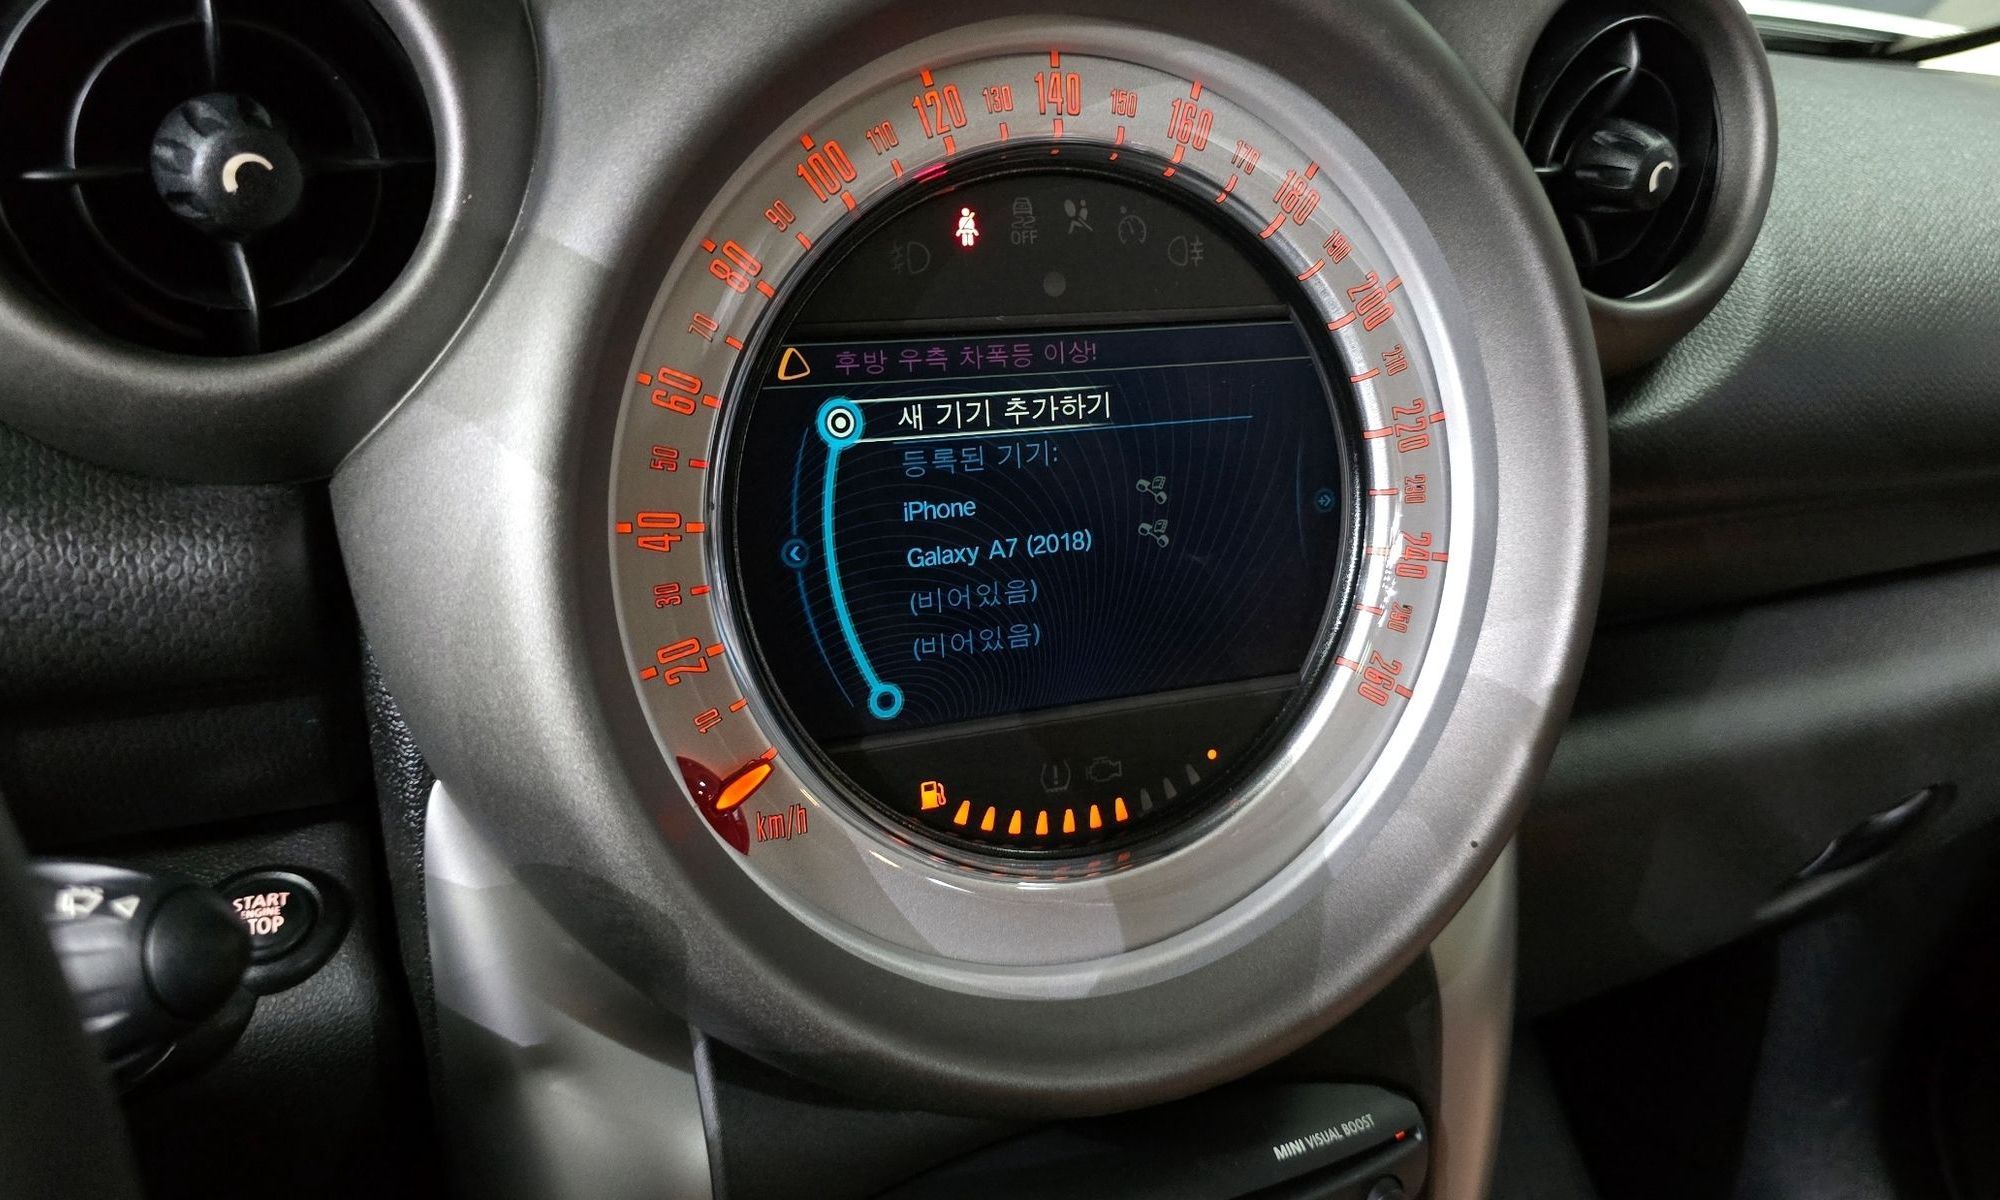 10
20
30
40
50
60
70
80
90
100
110
120
130
140
150
160
170
180
190
200
210
220
230
240
250
260
km/h
OFF
후방 우측 차폭등 이상!
새 기기 추가하기
등록된 기기:
iPhone
Galaxy A7 (2018)
(비어있음)
(비어있음)
START
ENGINE
STOP
MINI VISUAL BOOST